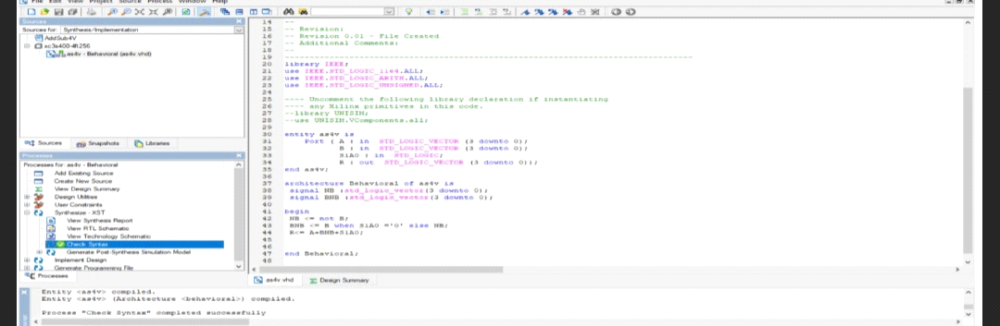 File Edit View Project Source Process Window Help
Sources
Sources for: Synthesis/Implementation
AddSub4V
xc3s400-4ft256
as4v - Behavioral (as4v.vhd)
Sources Snapshots Libraries
Processes
Processes for: as4v - Behavioral
Add Existing Source
Create New Source
View Design Summary
Design Utilities
User Constraints
Synthesize - XST
View Synthesis Report
View RTL Schematic
View Technology Schematic
Check Syntax
Generate Post-Synthesis Simulation Model
Implement Design
Generate Programming File
Processes
14 --
15 -- Revision:
16 -- Revision 0.01 - File Created
17 -- Additional Comments:
18 --
19 ----------------------------------------------------------------------------------
20 library IEEE;
21 use IEEE.STD_LOGIC_1164.ALL;
22 use IEEE.STD_LOGIC_ARITH.ALL;
23 use IEEE.STD_LOGIC_UNSIGNED.ALL;
24
25 ---- Uncomment the following library declaration if instantiating
26 ---- any Xilinx primitives in this code.
27 --library UNISIM;
28 --use UNISIM.VComponents.all;
29
30 entity as4v is
31 Port ( A : in STD_LOGIC_VECTOR (3 downto 0);
32 B : in STD_LOGIC_VECTOR (3 downto 0);
33 S1A0 : in STD_LOGIC;
34 R : out STD_LOGIC_VECTOR (3 downto 0));
35 end as4v;
36
37 architecture Behavioral of as4v is
38 signal NB :std_logic_vector(3 downto 0);
39 signal BNB :std_logic_vector(3 downto 0);
40
41 begin
42 NB <= not B;
43 BNB <= B when S1A0 ='0' else NB;
44 R<= A+BNB+S1A0;
45
46
47 end Behavioral;
48
as4v.vhd Design Summary
Entity <as4v> compiled.
Entity <as4v> (Architecture <behavioral>) compiled.
Process "Check Syntax" completed successfully